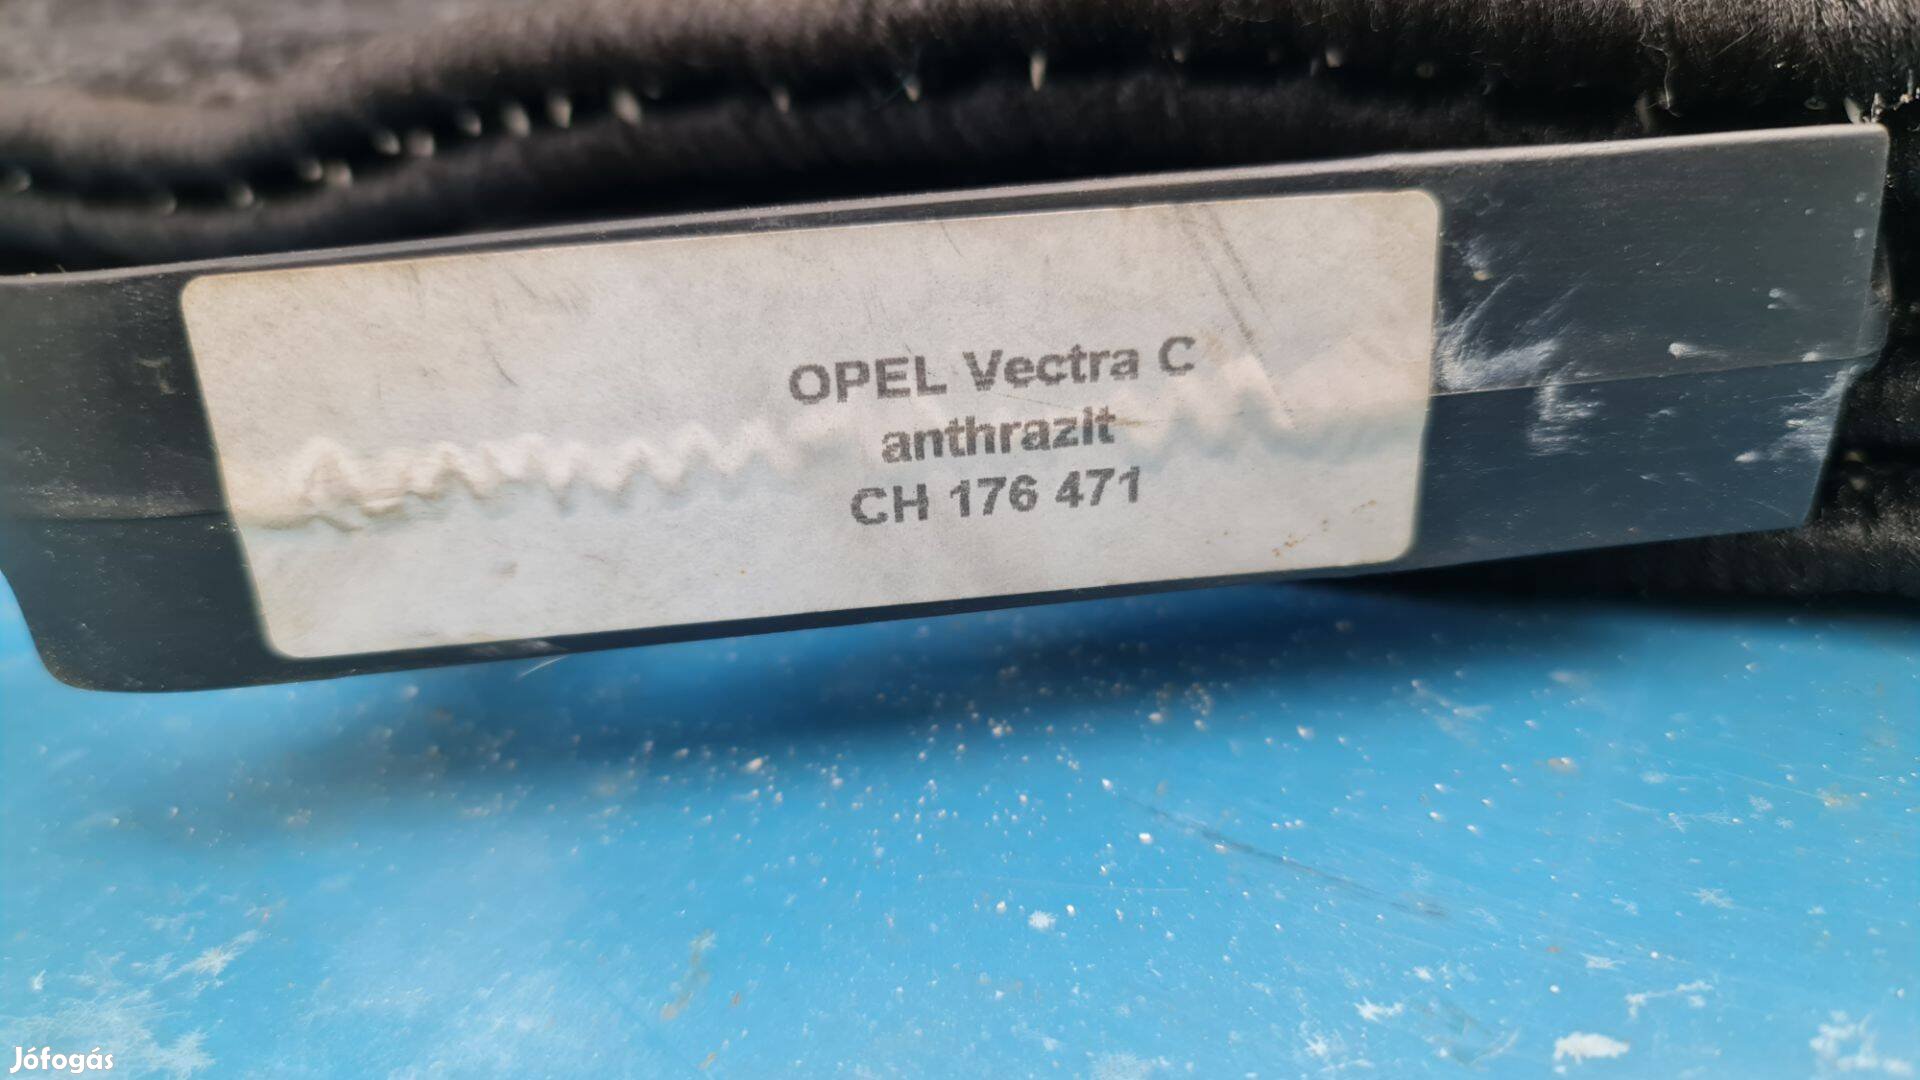 OPEL Vectra C
anthrazit
CH 176 471
Jófogás